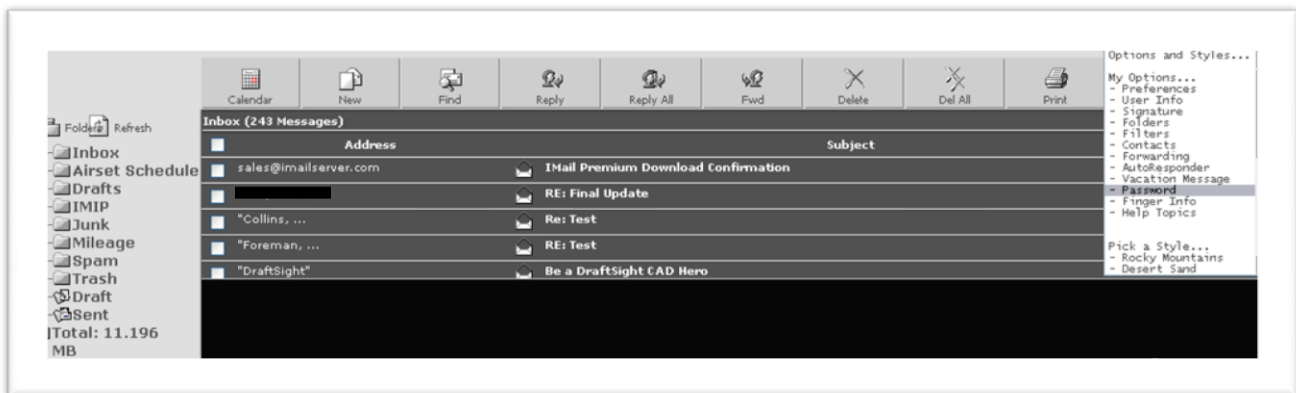 Calendar New Find Reply Reply All Fwd Delete Del All Print
Folders Refresh
Inbox
Airset Schedule
Drafts
IMIP
Junk
Mileage
Spam
Trash
Draft
Sent
Total: 11.196
MB
Inbox (243 Messages)
Address Subject
sales@imailserver.com IMail Premium Download Confirmation
RE: Final Update
"Collins, ... Re: Test
"Foreman, ... RE: Test
"DraftSight" Be a DraftSight CAD Hero
Options and Styles...
My Options...
- Preferences
- User Info
- Signature
- Folders
- Filters
- Contacts
- Forwarding
- AutoResponder
- Vacation Message
- Password
- Finger Info
- Help Topics
Pick a Style...
- Rocky Mountains
- Desert Sand